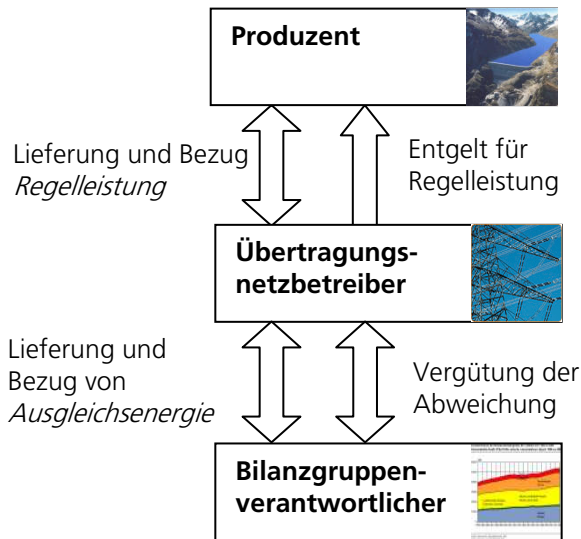 Produzent
Lieferung und Bezug
Regelleistung
Entgelt für
Regelleistung
Übertragungs-
netzbetreiber
Lieferung und
Bezug von
Ausgleichsenergie
Vergütung der
Abweichung
Bilanzgruppen-
verantwortlicher